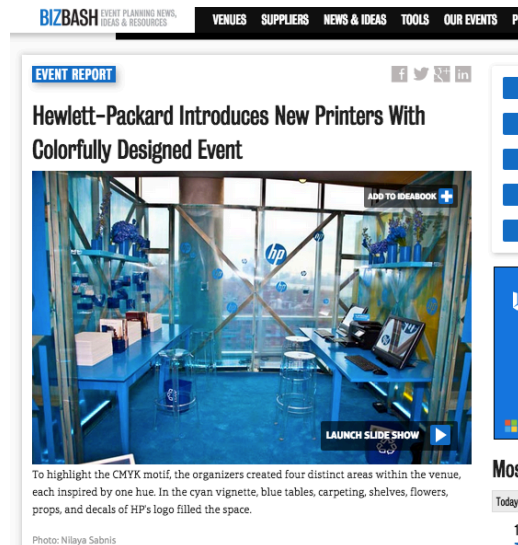 BIZBASH EVENT PLANNING NEWS,
IDEAS & RESOURCES
VENUES SUPPLIERS NEWS & IDEAS TOOLS OUR EVENTS P
EVENT REPORT
f g+ in
Hewlett-Packard Introduces New Printers With
Colorfully Designed Event
ADD TO IDEABOOK +
hp
LAUNCH SLIDE SHOW
To highlight the CMYK motif, the organizers created four distinct areas within the venue,
each inspired by one hue. In the cyan vignette, blue tables, carpeting, shelves, flowers,
props, and decals of HP's logo filled the space.
Photo: Nilaya Sabnis
Mos
Today
1